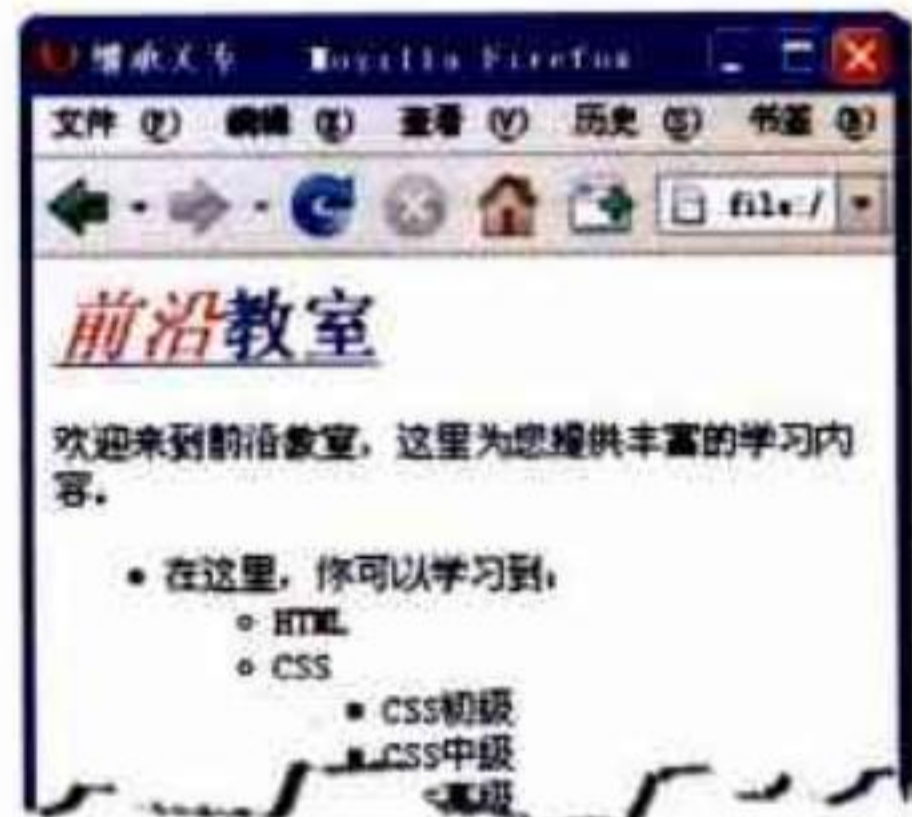 继承关系 Mozilla Firefox
文件 (F) 编辑 (E) 查看 (V) 历史 (S) 书签 (B)
file:/
前沿教室
欢迎来到前沿教室，这里为您提供丰富的学习内
容。
• 在这里，你可以学习到：
○ HTML
○ CSS
▪ CSS初级
▪ CSS中级
高级